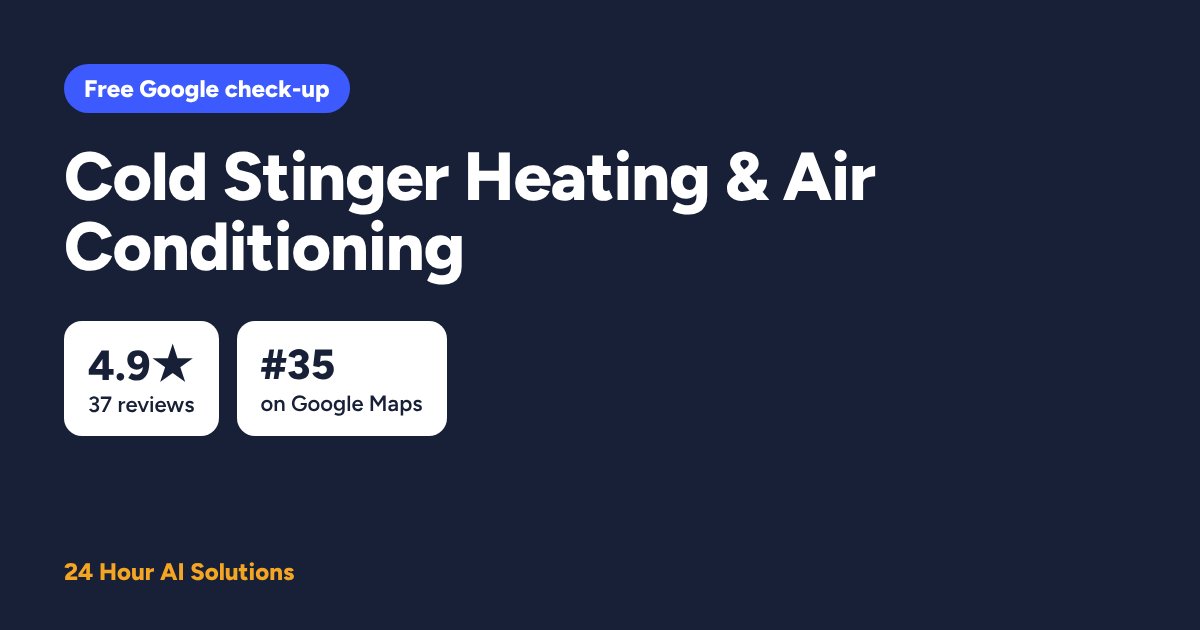 Free Google check-up
Cold Stinger Heating & Air
Conditioning
4.9★
37 reviews
#35
on Google Maps
24 Hour AI Solutions